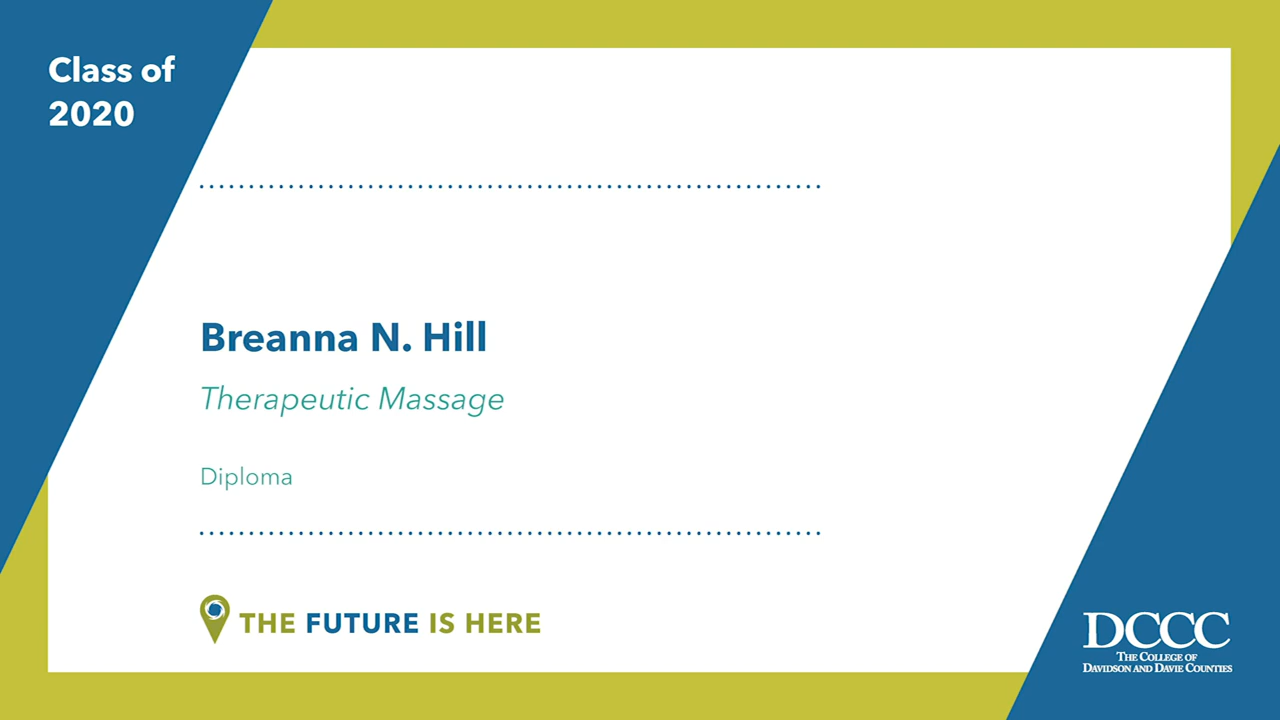 Class of
2020
Breanna N. Hill
Therapeutic Massage
Diploma
THE FUTURE IS HERE
DCCC
THE COLLEGE OF
DAVIDSON AND DAVIE COUNTIES